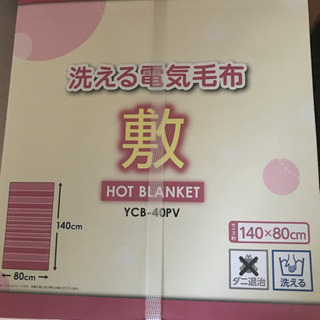 洗える電気毛布
敷
HOT BLANKET
YCB-40PV
140cm
80cm
サイズ約
140×80cm
ダニ退治
洗える